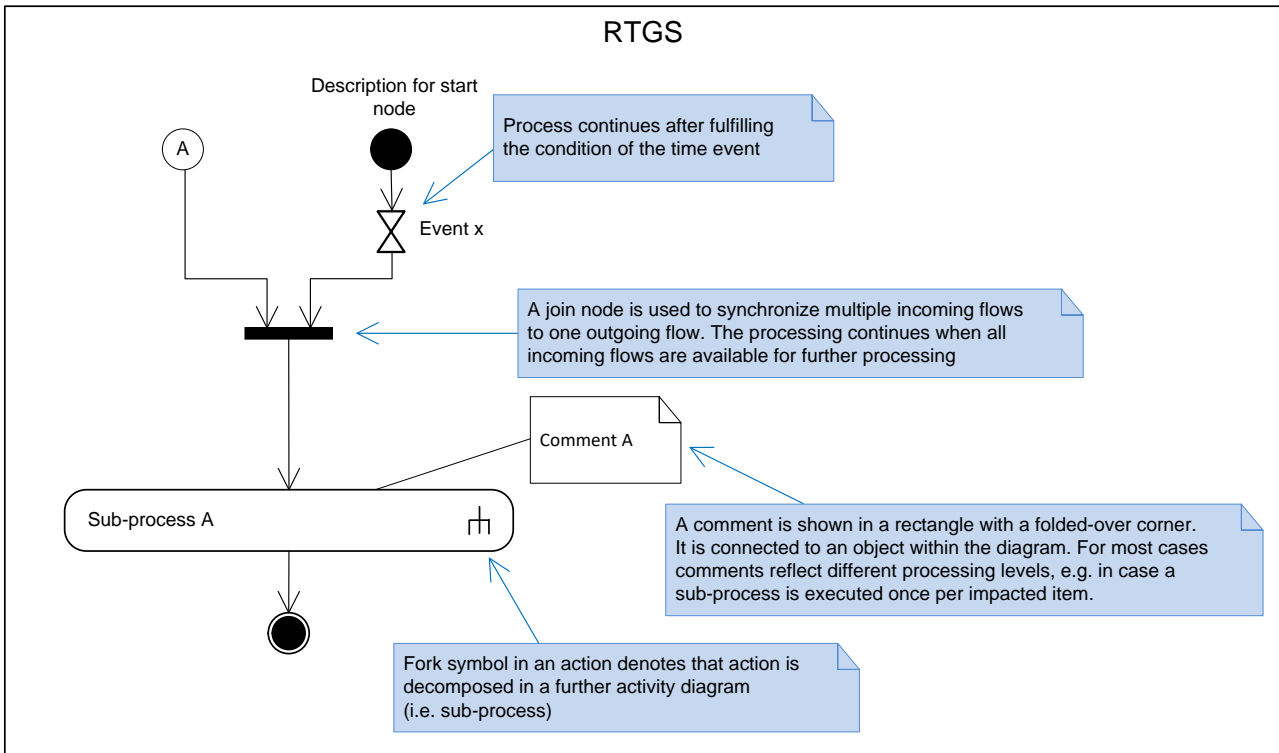 RTGS
Description for start
node
Process continues after fulfilling
the condition of the time event
A
Event x
A join node is used to synchronize multiple incoming flows
to one outgoing flow. The processing continues when all
incoming flows are available for further processing
Comment A
Sub-process A
A comment is shown in a rectangle with a folded-over corner.
It is connected to an object within the diagram. For most cases
comments reflect different processing levels, e.g. in case a
sub-process is executed once per impacted item.
Fork symbol in an action denotes that action is
decomposed in a further activity diagram
(i.e. sub-process)